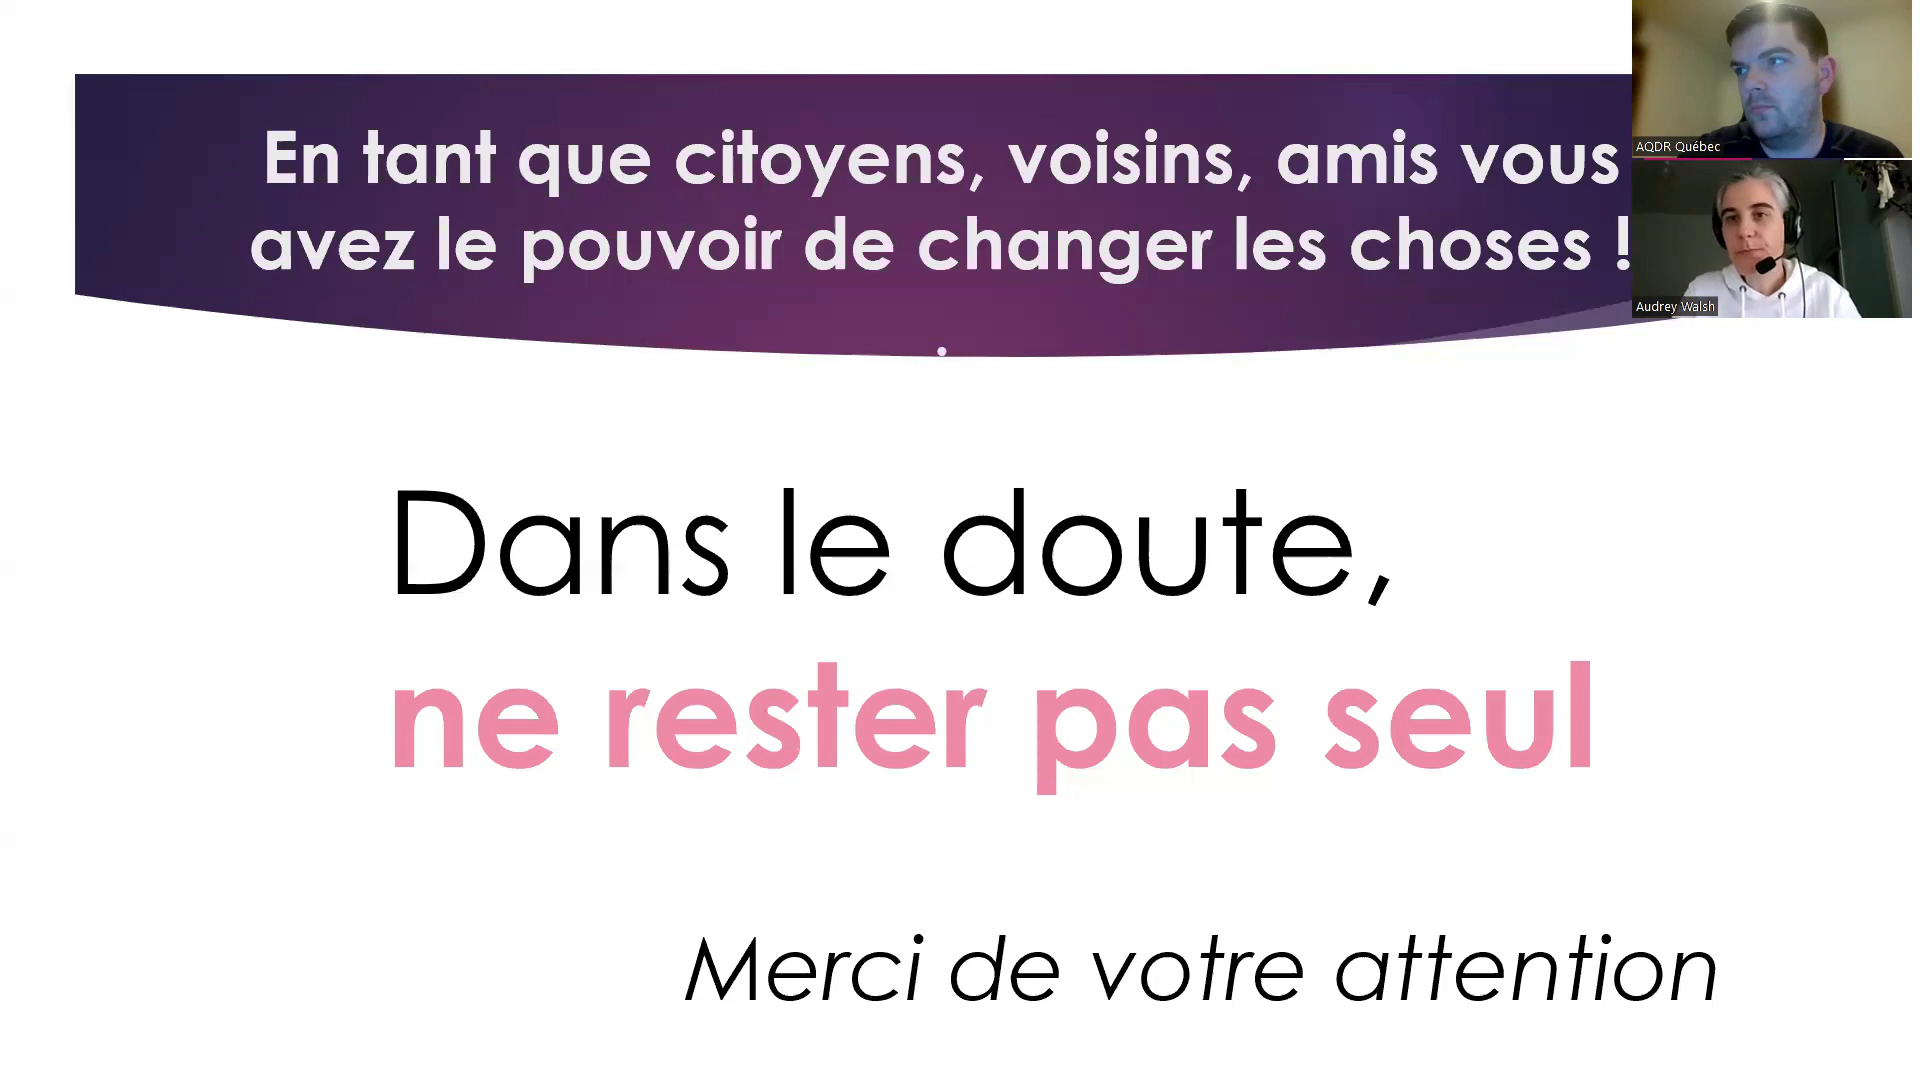 En tant que citoyens, voisins, amis vous
avez le pouvoir de changer les choses !
.
AQDR Québec
Audrey Walsh
Dans le doute,
ne rester pas seul
Merci de votre attention